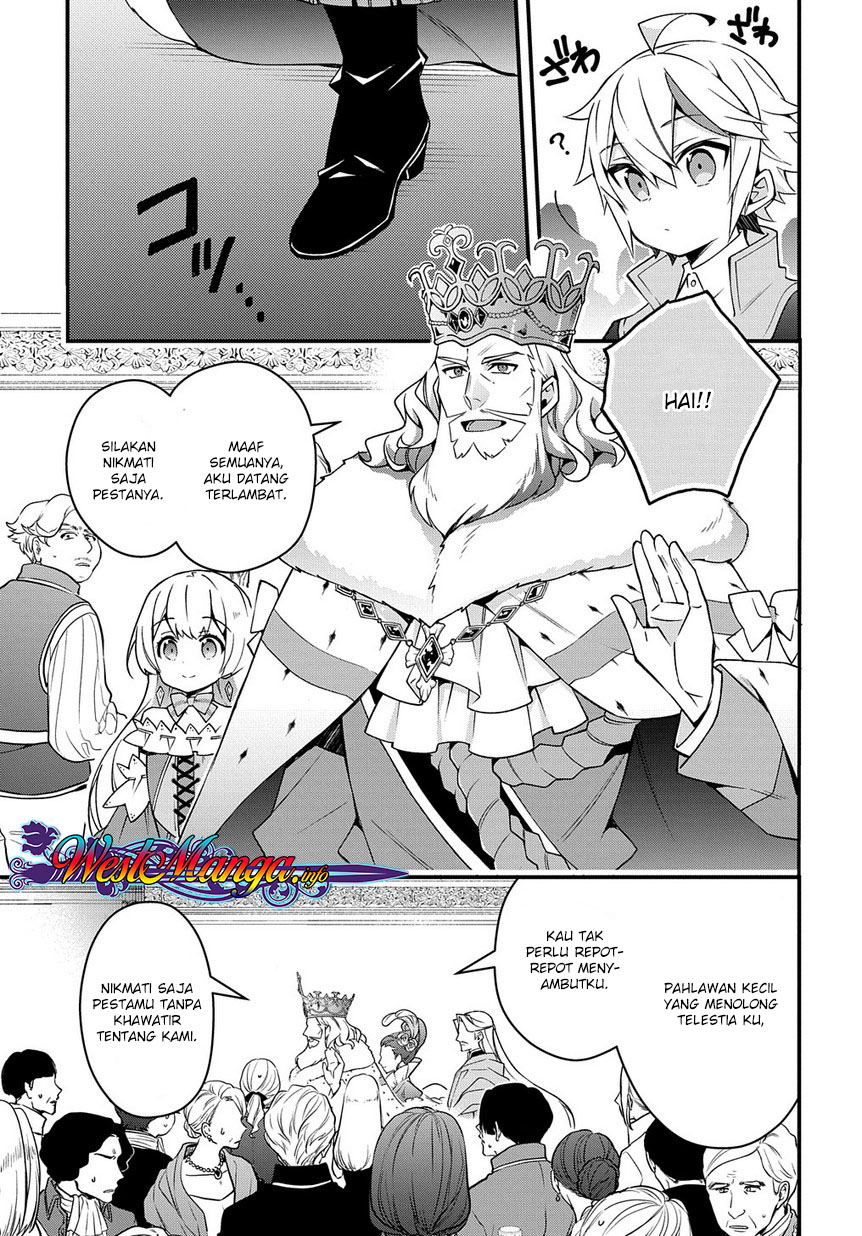 ざわ
ざわ
?
コツ
HAI!!
MAAF
SEMUANYA,
AKU DATANG
TERLAMBAT.
SILAKAN
NIKMATI
SAJA
PESTANYA.
WestManga.info
PAHLAWAN KECIL
YANG MENOLONG
TELESTIA KU,
KAU TAK
PERLU REPOT-
REPOT MENY-
AMBUTKU.
NIKMATI SAJA
PESTAMU TANPA
KHAWATIR
TENTANG KAMI.